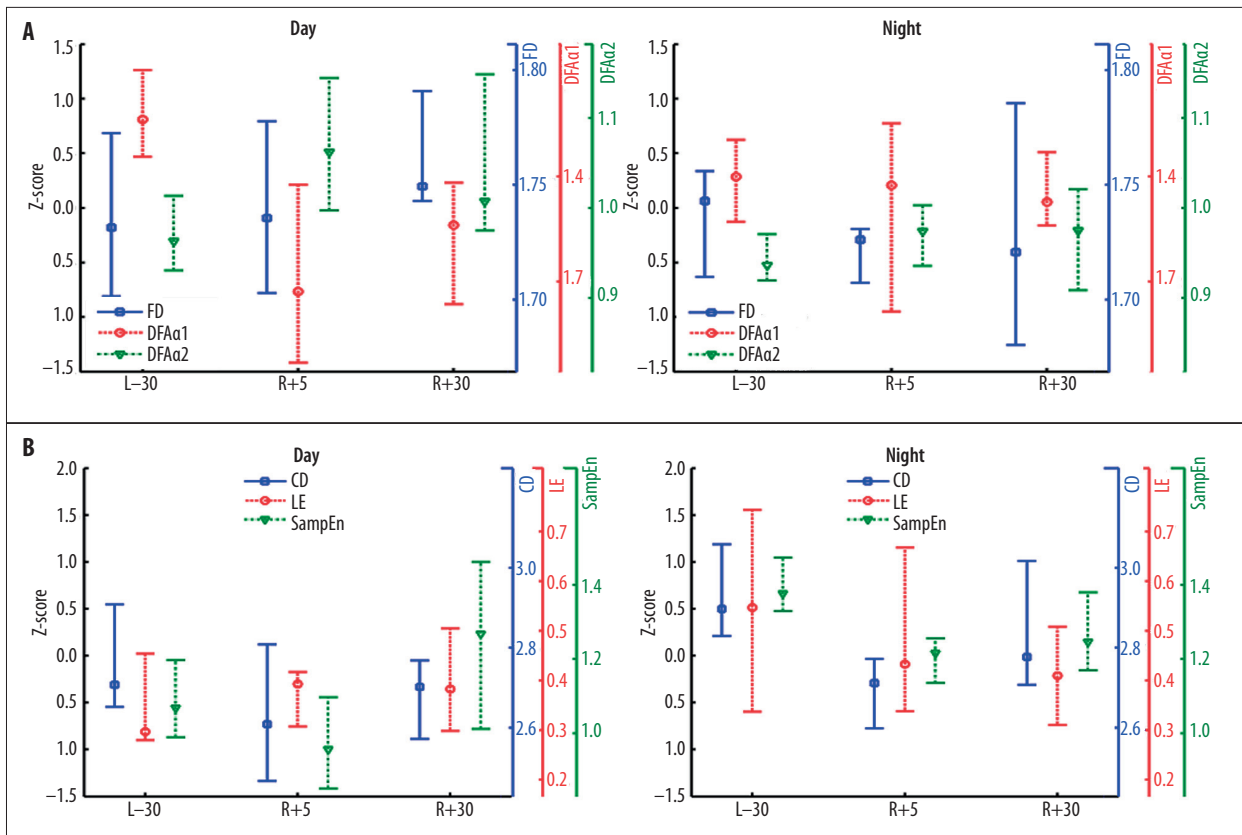 A
Day
Z-score
1.5
1.0
0.5
0.0
0.5
1.0
−1.5
FD
DFAα1
DFAα2
L−30
R+5
R+30
FD
1.80
1.75
1.70
DFAα1
1.4
1.7
DFAα2
1.1
1.0
0.9
Night
Z-score
1.5
1.0
0.5
0.0
0.5
1.0
−1.5
FD
DFAα1
DFAα2
L−30
R+5
R+30
FD
1.80
1.75
1.70
DFAα1
1.4
1.7
DFAα2
1.1
1.0
0.9
B
Day
Z-score
2.0
1.5
1.0
0.5
0.0
0.5
1.0
−1.5
CD
LE
SampEn
L−30
R+5
R+30
CD
3.0
2.8
2.6
LE
0.7
0.6
0.5
0.4
0.3
0.2
SampEn
1.4
1.2
1.0
Night
Z-score
2.0
1.5
1.0
0.5
0.0
0.5
1.0
−1.5
CD
LE
SampEn
L−30
R+5
R+30
CD
3.0
2.8
2.6
LE
0.7
0.6
0.5
0.4
0.3
0.2
SampEn
1.4
1.2
1.0